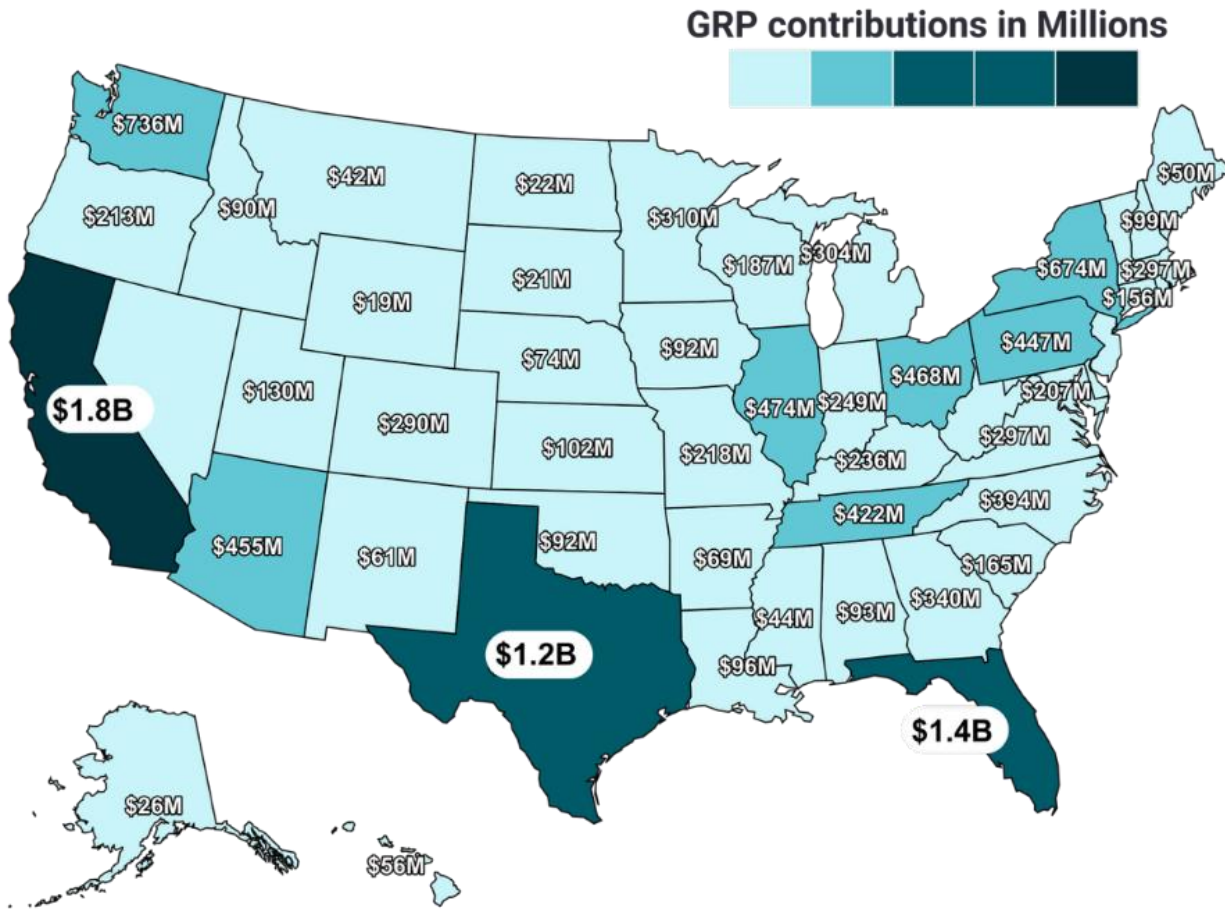 GRP contributions in Millions
$736M
$42M
$22M
$50M
$213M
$90M
$310M
$99M
$304M
$187M
$674M
$297M
$21M
$19M
$156M
$92M
$447M
$74M
$468M
$130M
$207M
$1.8B
$474M
$249M
$290M
$297M
$102M
$218M
$236M
$394M
$422M
$455M
$92M
$61M
$69M
$165M
$340M
$44M
$93M
$1.2B
$96M
$1.4B
$26M
$56M